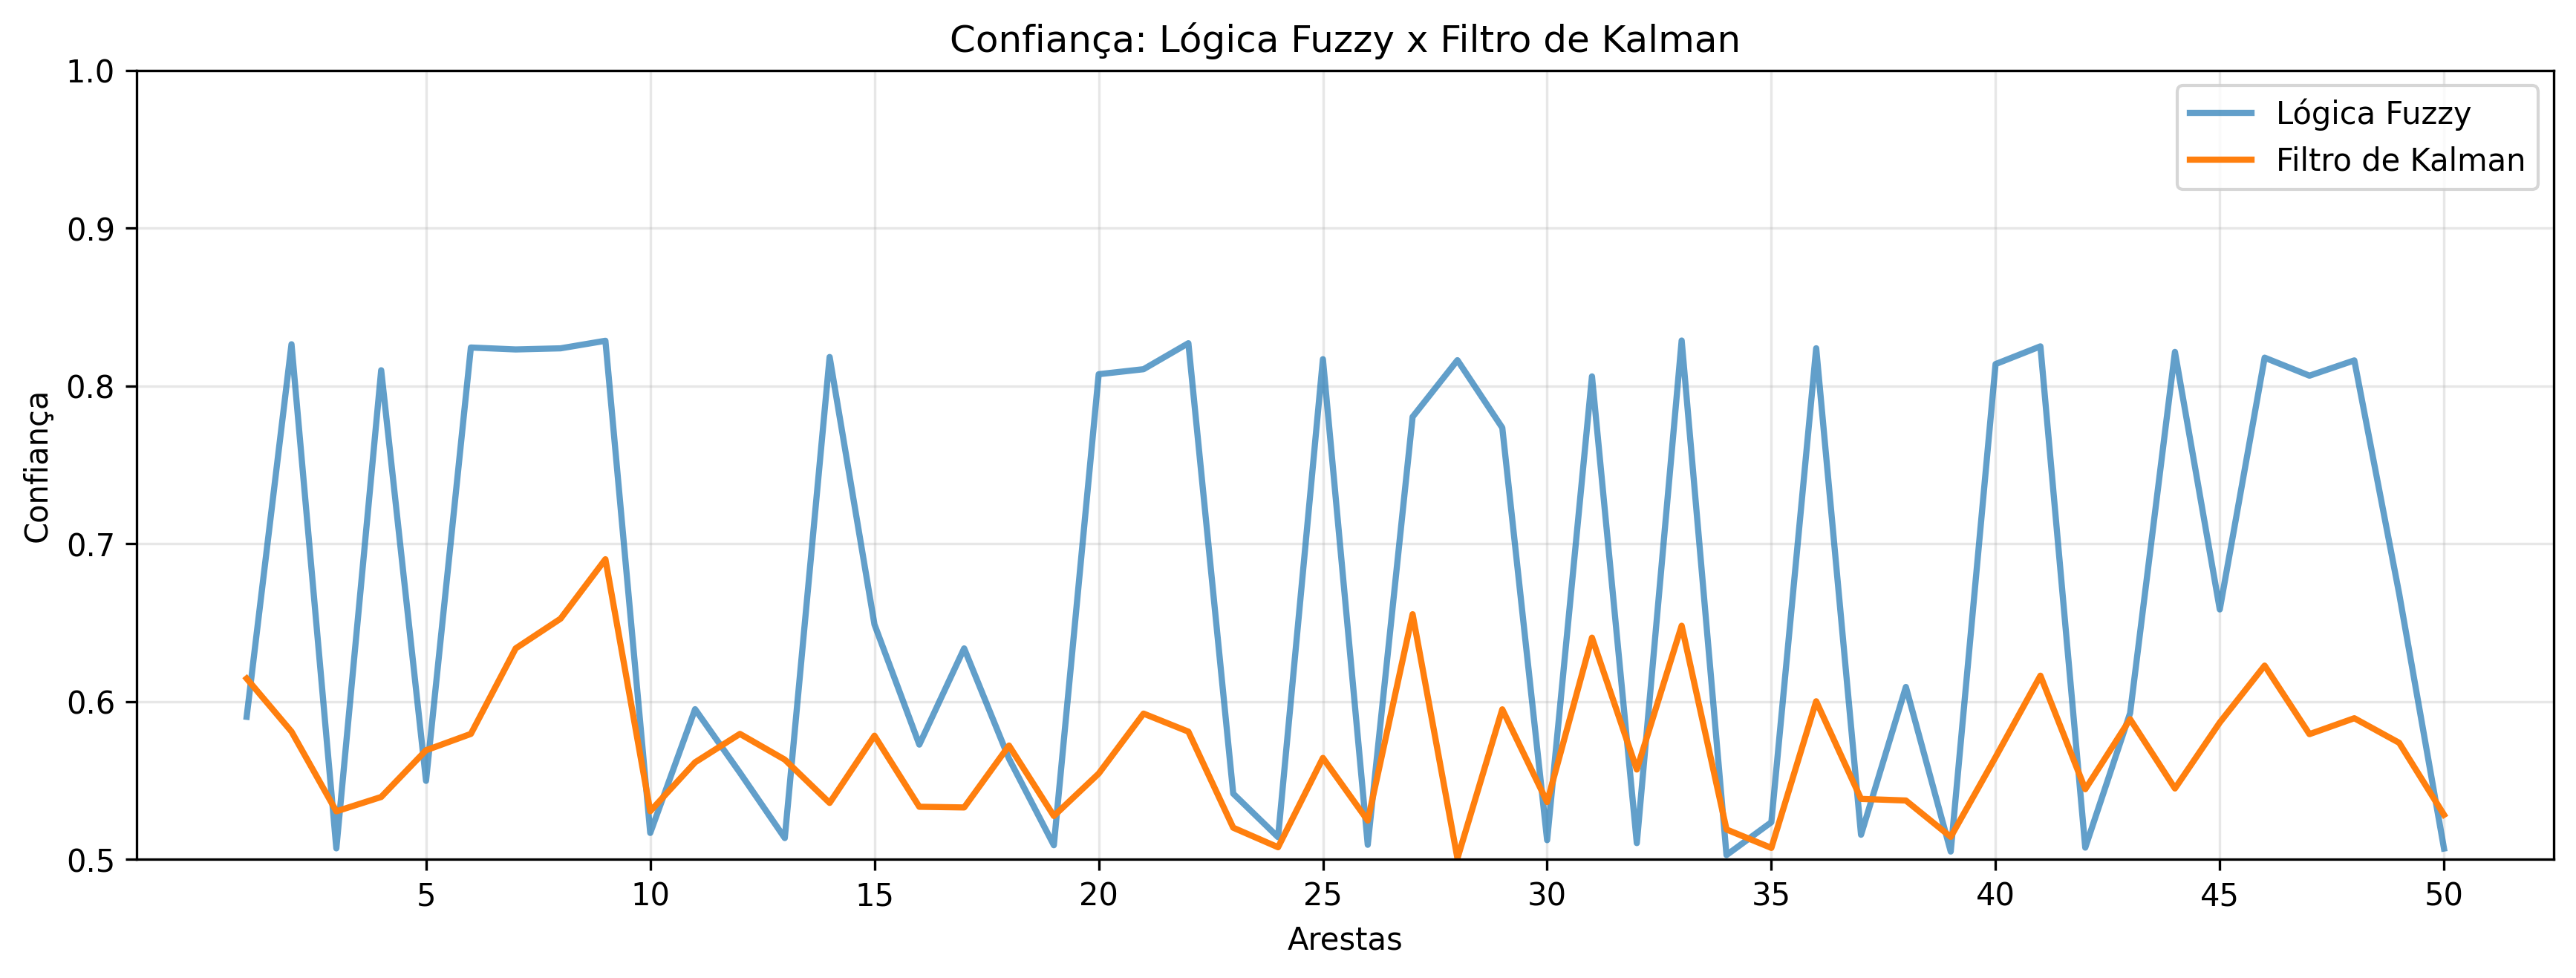 Confiança: Lógica Fuzzy x Filtro de Kalman
1.0
0.9
0.8
0.7
0.6
0.5
Confiança
Lógica Fuzzy
Filtro de Kalman
5 10 15 20 25 30 35 40 45 50
Arestas